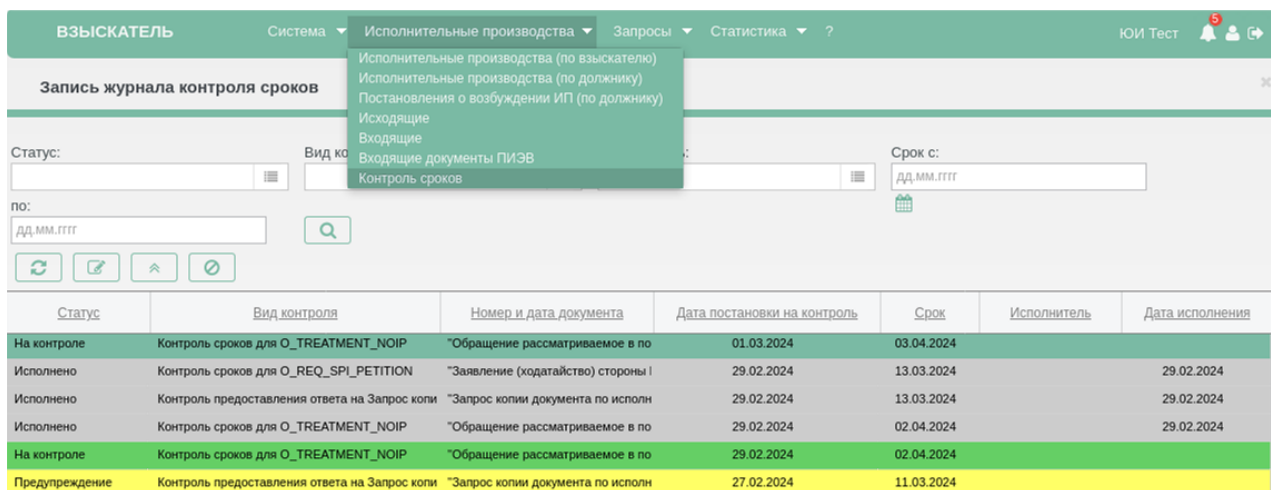 ВЗЫСКАТЕЛЬ Система Исполнительные производства Запросы Статистика ? ЮИ Тест 5
Исполнительные производства (по взыскателю)
Запись журнала контроля сроков
Исполнительные производства (по должнику)
Постановления о возбуждении ИП (по должнику)
Исходящие
Входящие
Входящие документы ПИЭВ
Контроль сроков
Статус: Вид ко ь: Срок с:
дд.мм.гггг
по:
дд.мм.гггг
Статус Вид контроля Номер и дата документа Дата постановки на контроль Срок Исполнитель Дата исполнения
На контроле Контроль сроков для O_TREATMENT_NOIP "Обращение рассматриваемое в по 01.03.2024 03.04.2024
Исполнено Контроль сроков для O_REQ_SPI_PETITION "Заявление (ходатайство) стороны 29.02.2024 13.03.2024 29.02.2024
Исполнено Контроль предоставления ответа на Запрос копи "Запрос копии документа по исполн 29.02.2024 13.03.2024 29.02.2024
Исполнено Контроль сроков для O_TREATMENT_NOIP "Обращение рассматриваемое в по 29.02.2024 02.04.2024 29.02.2024
На контроле Контроль сроков для O_TREATMENT_NOIP "Обращение рассматриваемое в по 29.02.2024 02.04.2024
Предупреждение Контроль предоставления ответа на Запрос копи "Запрос копии документа по исполн 27.02.2024 11.03.2024